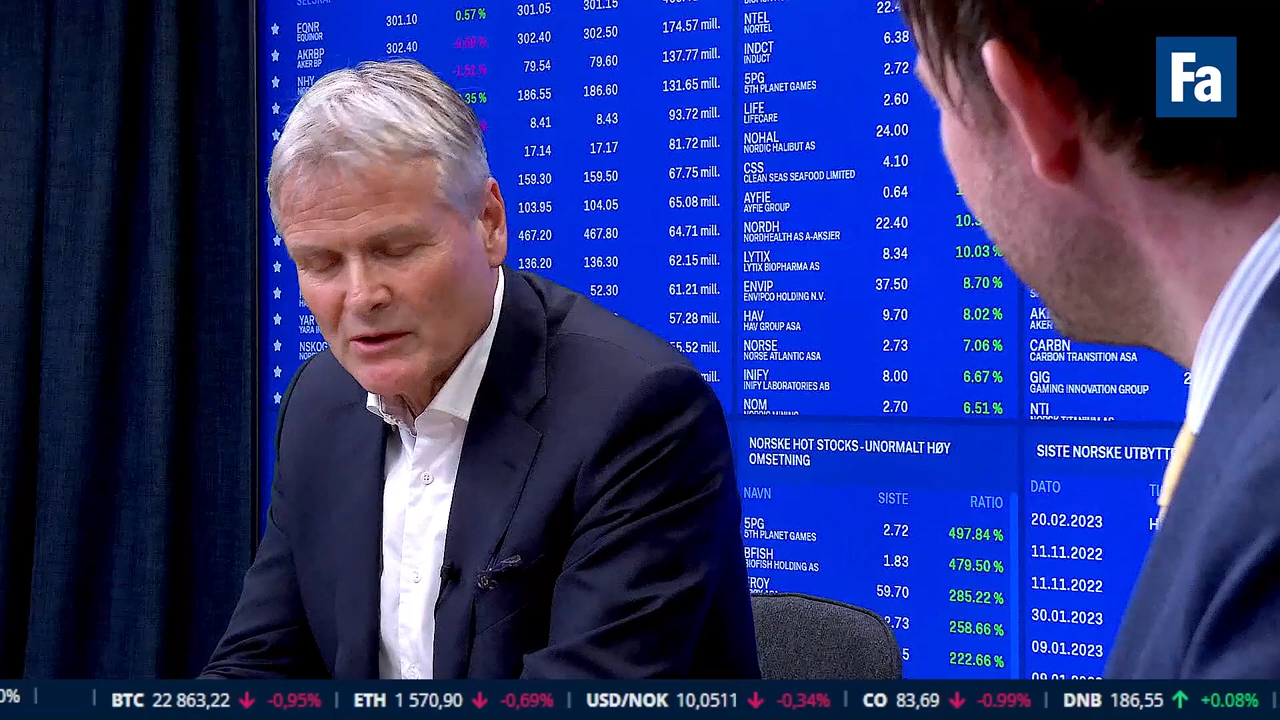 EQNR 301.10 0.57 % 301.05 301.15
EQUINOR
AKRBP 302.40 302.40 302.50 174.57 mill.
AKER BP
NHY 79.54 79.60 137.77 mill.
186.55 186.60 131.65 mill.
8.41 8.43 93.72 mill.
17.14 17.17 81.72 mill.
159.30 159.50 67.75 mill.
103.95 104.05 65.08 mill.
467.20 467.80 64.71 mill.
136.20 136.30 62.15 mill.
52.30 61.21 mill.
YAR 57.28 mill.
YARA
NSKOG mill.
mill.
NTEL
NORTEL
INDCT 6.38
INDUCT
5PG 2.72
5TH PLANET GAMES
LIFE 2.60
LIFECARE
NOHAL 24.00
NORDIC HALIBUT AS
CSS 4.10
CLEAN SEAS SEAFOOD LIMITED
AYFIE 0.64
AYFIE GROUP
NORDH 22.40
NORDHEALTH AS A-AKSJER
LYTIX 8.34 10.03 %
LYTIX BIOPHARMA AS
ENVIP 37.50 8.70 %
ENVIPCO HOLDING N.V.
HAV 9.70 8.02 %
HAV GROUP ASA
NORSE 2.73 7.06 %
NORSE ATLANTIC ASA
INIFY 8.00 6.67 %
INIFY LABORATORIES AB
NOM 2.70 6.51 %
AKER
CARBN
CARBON TRANSITION ASA
GIG
GAMING INNOVATION GROUP
NTI
NORSKE HOT STOCKS - UNORMALT HØY
OMSETNING
NAVN SISTE RATIO
5PG 2.72 497.84 %
5TH PLANET GAMES
BFISH 1.83 479.50 %
BIOFISH HOLDING AS
59.70 285.22 %
258.66 %
222.66 %
SISTE NORSKE UTBYTT
DATO
20.02.2023
11.11.2022
11.11.2022
30.01.2023
09.01.2023
09.01.2023
Fa
0% | | BTC 22 863,22 -0,95% | ETH 1 570,90 -0,69% | USD/NOK 10,0511 -0,34% | CO 83,69 -0.99% | DNB 186,55 +0.08%